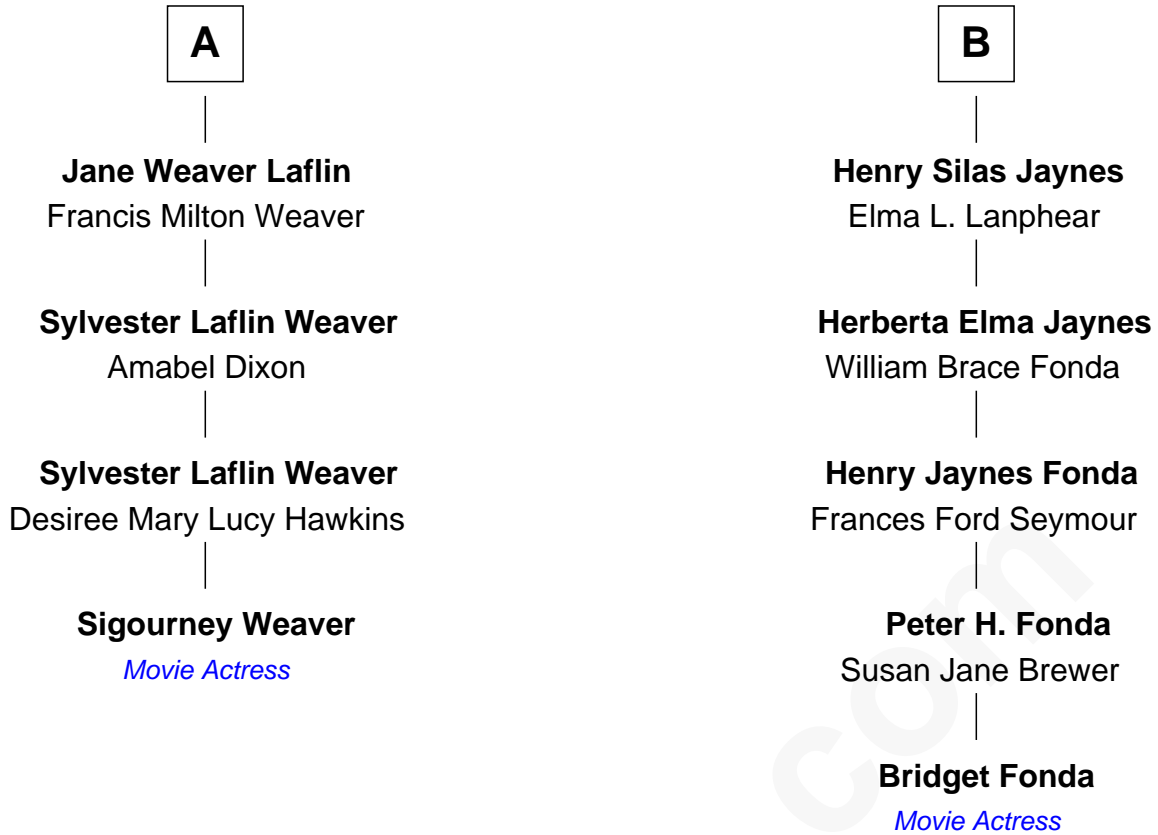 A
Jane Weaver Laflin
Francis Milton Weaver
Sylvester Laflin Weaver
Amabel Dixon
Sylvester Laflin Weaver
Desiree Mary Lucy Hawkins
Sigourney Weaver
Movie Actress
B
Henry Silas Jaynes
Elma L. Lanphear
Herberta Elma Jaynes
William Brace Fonda
Henry Jaynes Fonda
Frances Ford Seymour
Peter H. Fonda
Susan Jane Brewer
Bridget Fonda
Movie Actress
com